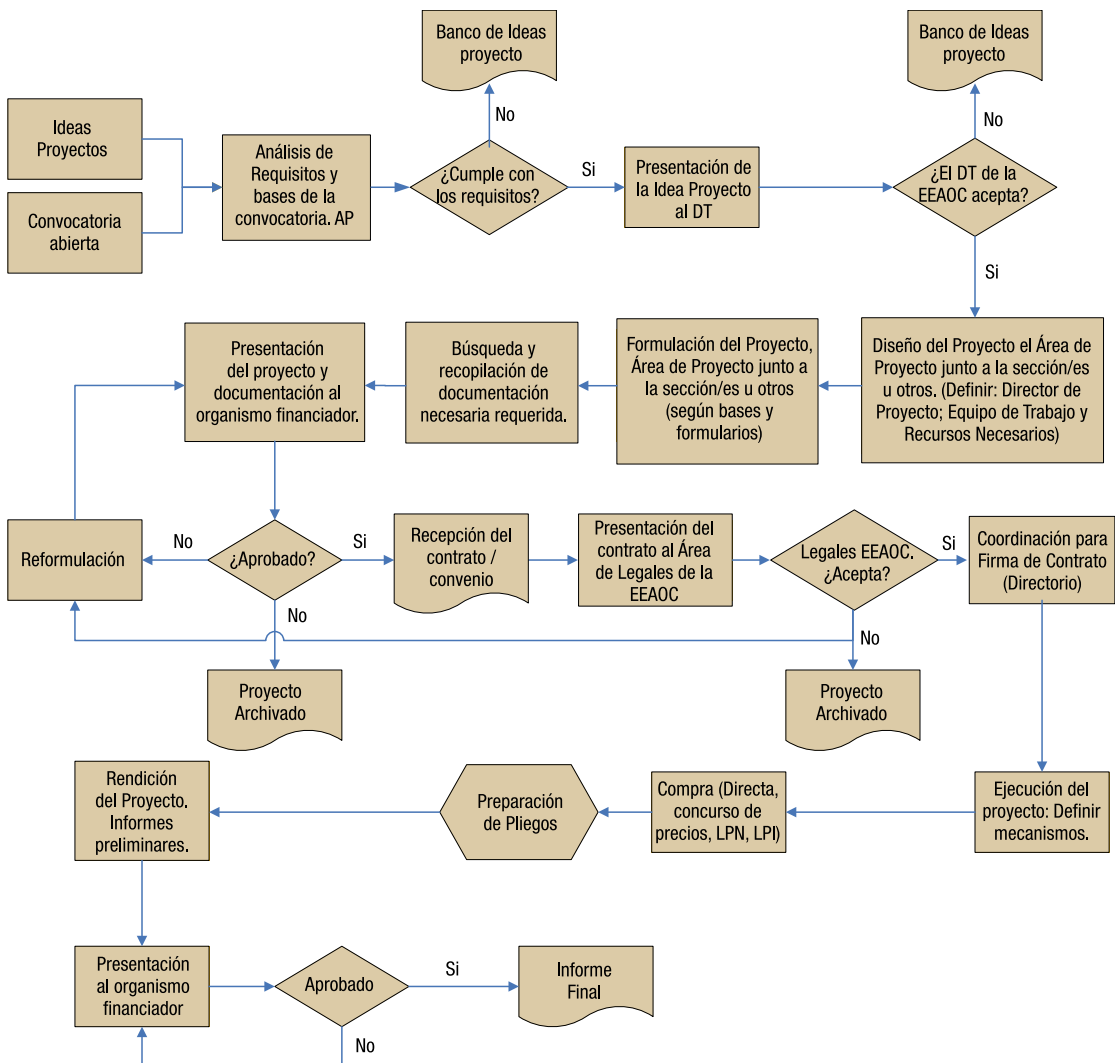 Banco de Ideas
proyecto
Banco de Ideas
proyecto
No
No
Ideas
Proyectos
Convocatoria
abierta
Análisis de
Requisitos y
bases de la
convocatoria. AP
¿Cumple con
los requisitos?
Si
Presentación de
la Idea Proyecto
al DT
¿El DT de la
EEAOC acepta?
Si
Diseño del Proyecto el Área de
Proyecto junto a la sección/es
u otros. (Definir: Director de
Proyecto; Equipo de Trabajo y
Recursos Necesarios)
Formulación del Proyecto,
Área de Proyecto junto a
la sección/es u otros
(según bases y
formularios)
Búsqueda y
recopilación de
documentación
necesaria requerida.
Presentación
del proyecto y
documentación al
organismo financiador.
Reformulación
No
¿Aprobado?
Si
Recepción del
contrato /
convenio
Presentación del
contrato al Área
de Legales de la
EEAOC
Legales EEAOC.
¿Acepta?
Si
Coordinación para
Firma de Contrato
(Directorio)
No
No
Proyecto
Archivado
Proyecto
Archivado
Ejecución del
proyecto: Definir
mecanismos.
Compra (Directa,
concurso de
precios, LPN, LPI)
Preparación
de Pliegos
Rendición
del Proyecto.
Informes
preliminares.
Presentación
al organismo
financiador
Aprobado
Si
Informe
Final
No